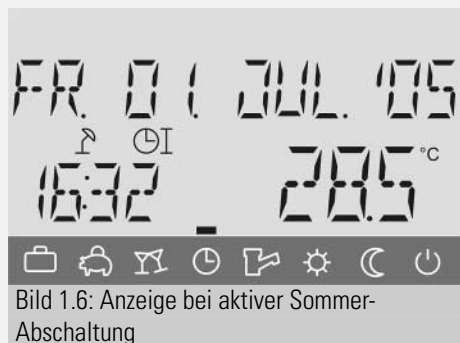 FR. 01. JUL. '05
I
16:32 28.5 °C
Bild 1.6: Anzeige bei aktiver Sommer-
Abschaltung